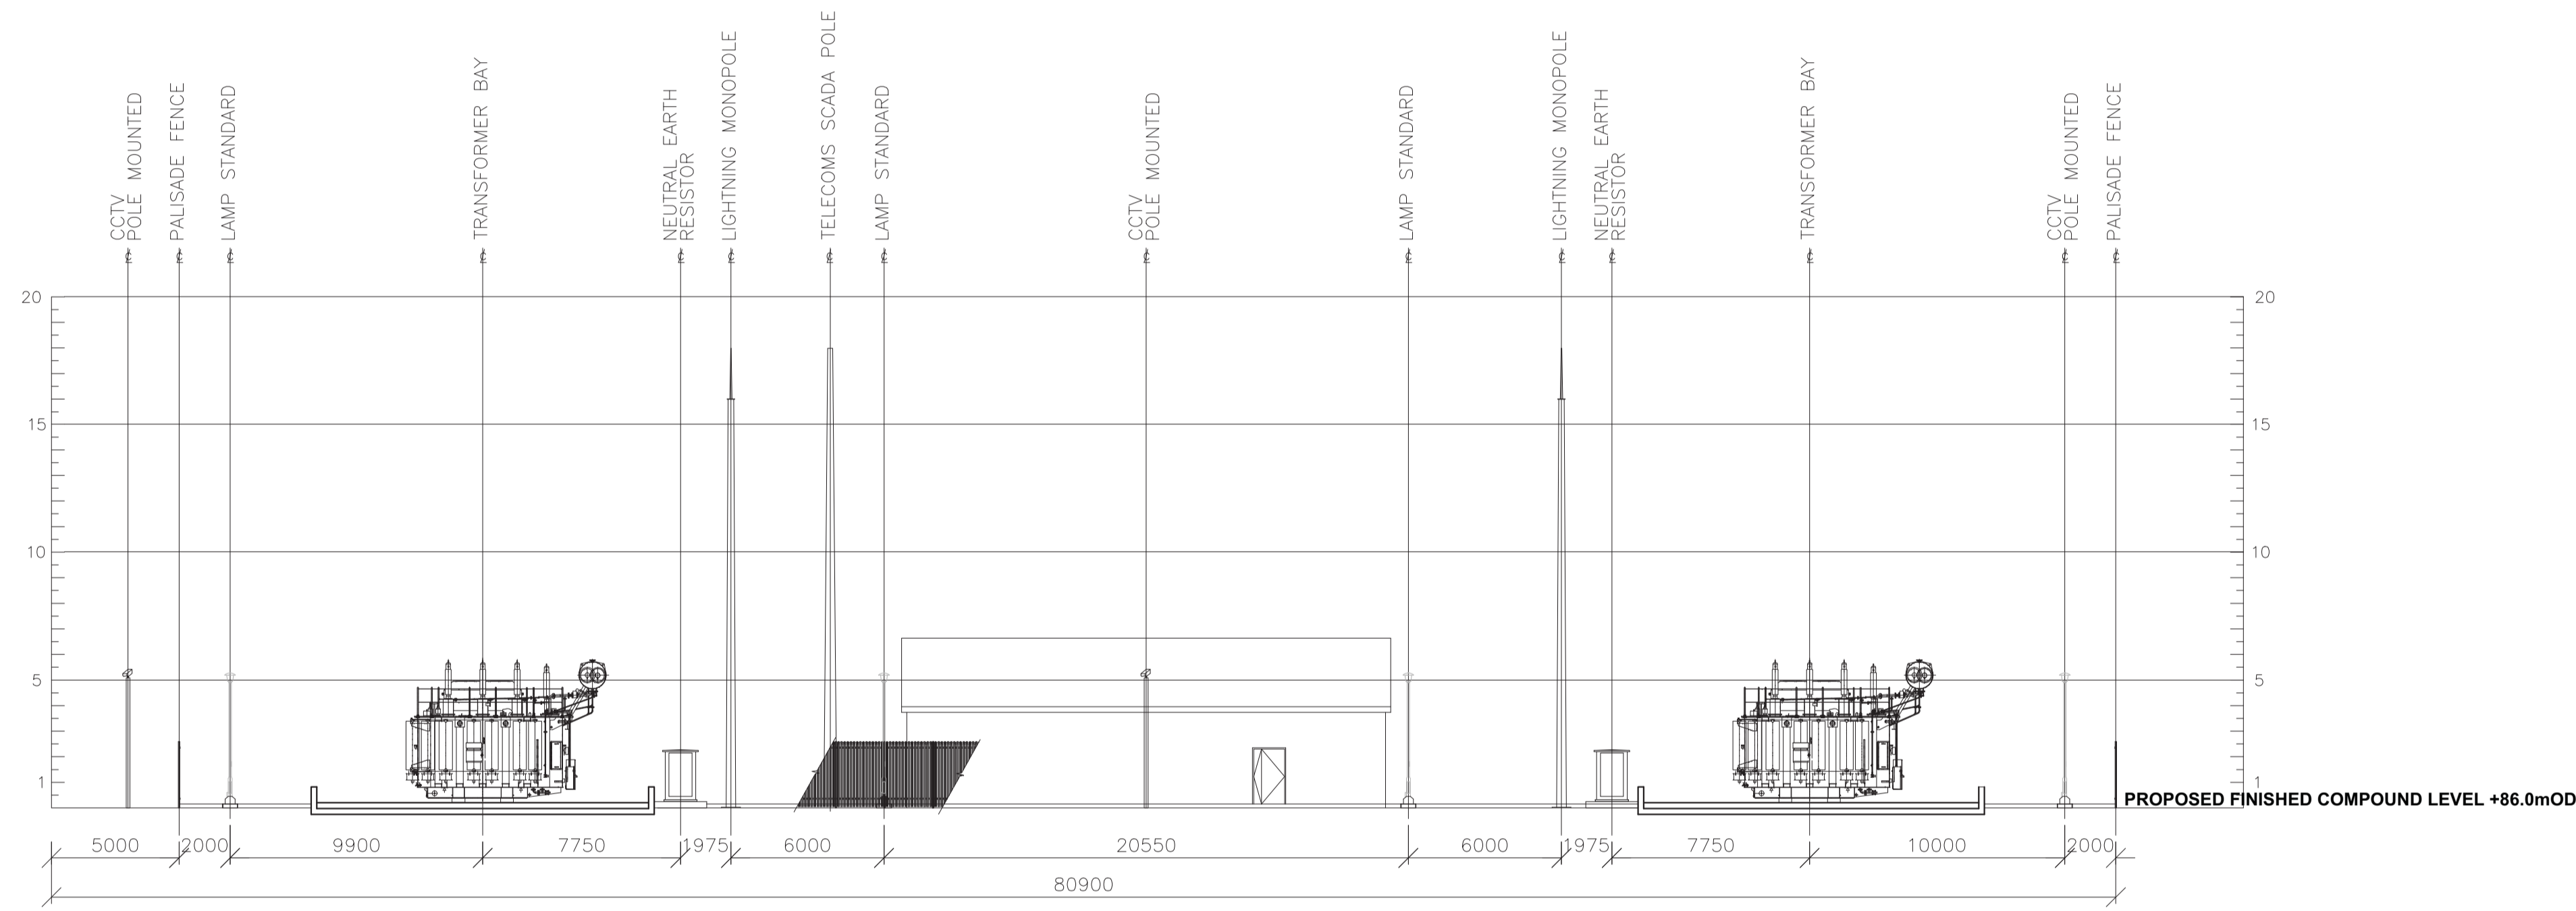 CCTV
POLE MOUNTED
PALISADE FENCE
LAMP STANDARD
TRANSFORMER BAY
NEUTRAL EARTH
RESISTOR
LIGHTNING MONOPOLE
TELECOMS SCADA POLE
LAMP STANDARD
CCTV
POLE MOUNTED
LAMP STANDARD
LIGHTNING MONOPOLE
NEUTRAL EARTH
RESISTOR
TRANSFORMER BAY
CCTV
POLE MOUNTED
PALISADE FENCE
20
20
15
15
10
10
5
5
1
1
PROPOSED FINISHED COMPOUND LEVEL +86.0mOD
5000 2000 9900 7750 1975 6000 20550 6000 1975 7750 10000 2000
80900